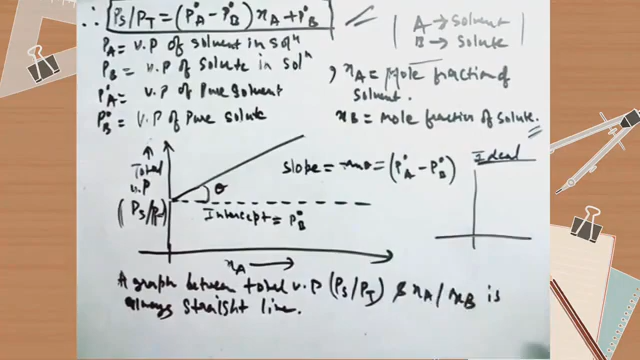 ∴ Ps/PT = (P°A − P°B) xA + P°B
A → Solvent
B → Solute
PA = v.p of solvent in solⁿ
PB = v.p of solute in solⁿ
P°A = v.p of Pure solvent
P°B = v.p of Pure solute
, xA = Mole fraction of solvent.
xB = Mole fraction of solute.
Total v.p (Ps/PT)
θ
Slope = tanθ = (P°A − P°B)
Intercept = P°B
xA →
Ideal
A graph between total v.p (Ps/PT) & xA/xB is
always straight line.